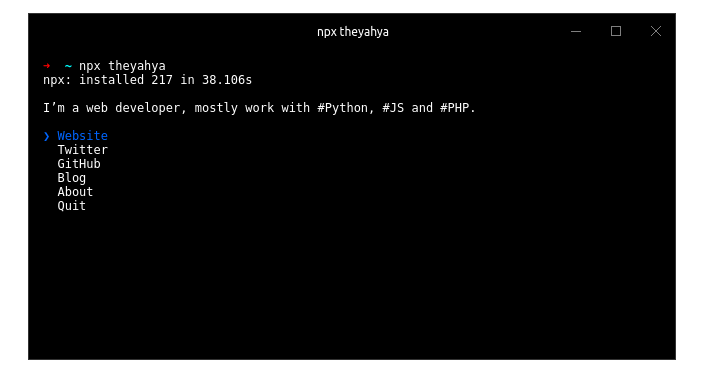 npx theyahya
➜ ~ npx theyahya
npx: installed 217 in 38.106s
I’m a web developer, mostly work with #Python, #JS and #PHP.
❯ Website
Twitter
GitHub
Blog
About
Quit